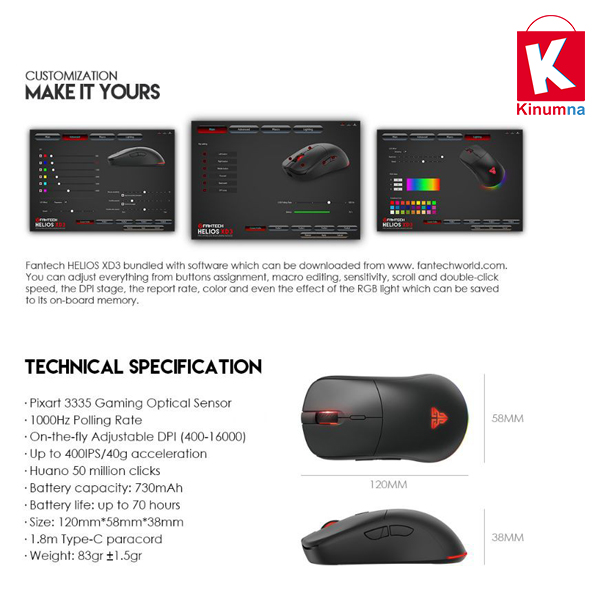 K
Kinumna
CUSTOMIZATION
MAKE IT YOURS
FANTECH
HELIOS XD3
FANTECH
HELIOS XD3
FANTECH
HELIOS XD3
Fantech HELIOS XD3 bundled with software which can be downloaded from www. fantechworld.com.
You can adjust everything from buttons assignment, macro editing, sensitivity, scroll and double-click
speed, the DPI stage, the report rate, color and even the effect of the RGB light which can be saved
to its on-board memory.
TECHNICAL SPECIFICATION
· Pixart 3335 Gaming Optical Sensor
· 1000Hz Polling Rate
· On-the-fly Adjustable DPI (400-16000)
· Up to 400IPS/40g acceleration
· Huano 50 million clicks
· Battery capacity: 730mAh
· Battery life: up to 70 hours
· Size: 120mm*58mm*38mm
· 1.8m Type-C paracord
· Weight: 83gr ±1.5gr
58MM
120MM
38MM